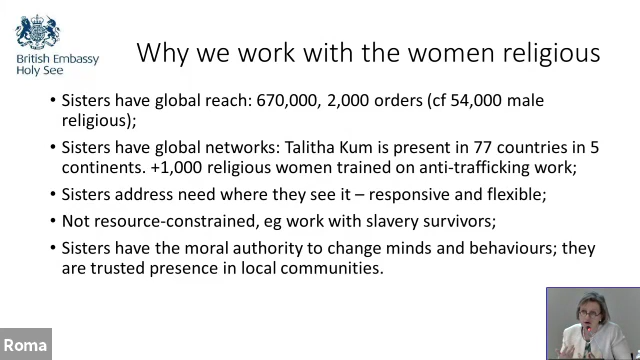 British Embassy
Holy See
Why we work with the women religious
• Sisters have global reach: 670,000, 2,000 orders (cf 54,000 male
religious);
• Sisters have global networks: Talitha Kum is present in 77 countries in 5
continents. +1,000 religious women trained on anti-trafficking work;
• Sisters address need where they see it – responsive and flexible;
• Not resource-constrained, eg work with slavery survivors;
• Sisters have the moral authority to change minds and behaviours; they
are trusted presence in local communities.
Roma